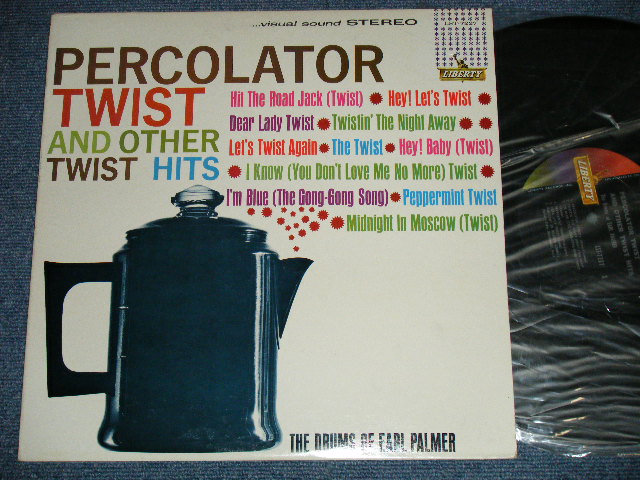 ...visual sound STEREO
LIBERTY
PERCOLATOR
TWIST
AND OTHER
TWIST HITS
Hit The Road Jack (Twist) Hey! Let's Twist
Dear Lady Twist Twistin' The Night Away
Let's Twist Again The Twist Hey! Baby (Twist)
I Know (You Don't Love Me No More) Twist
I'm Blue (The Gong-Gong Song) Peppermint Twist
Midnight In Moscow (Twist)
THE DRUMS OF EARL PALMER
LIBERTY